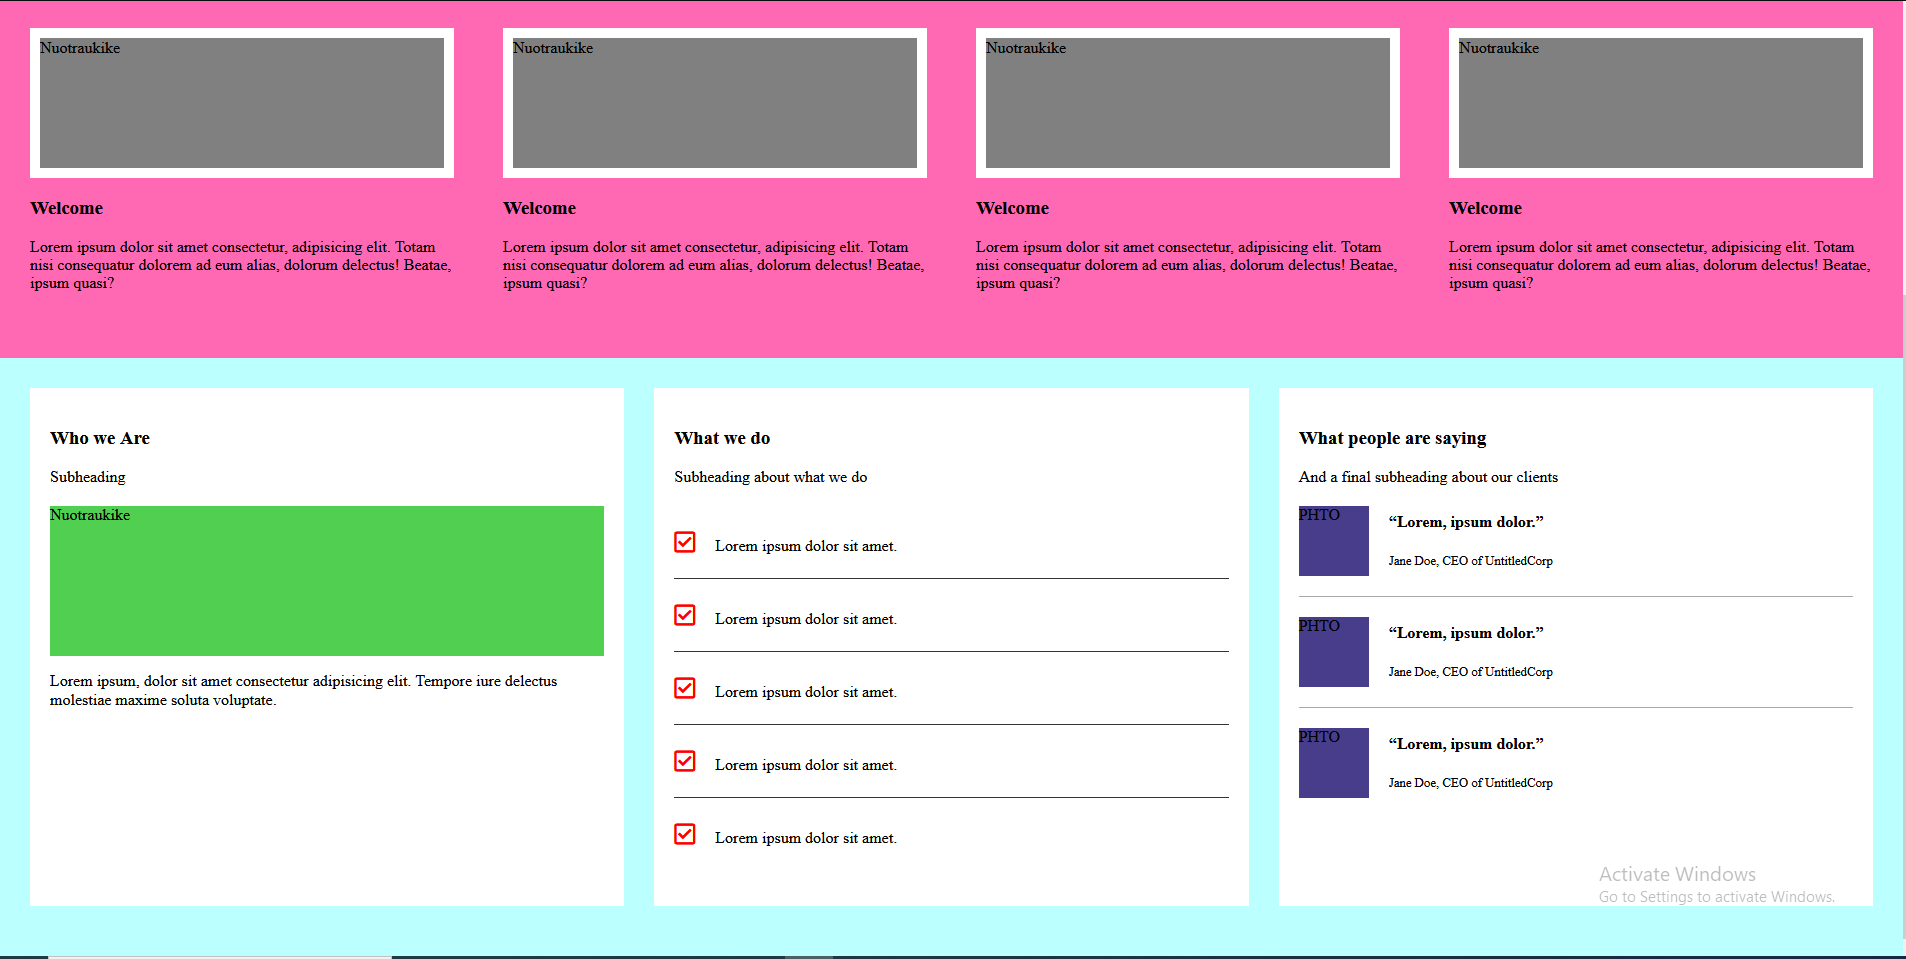 Nuotraukike
Nuotraukike
Nuotraukike
Nuotraukike
Welcome
Lorem ipsum dolor sit amet consectetur, adipisicing elit. Totam
nisi consequatur dolorem ad eum alias, dolorum delectus! Beatae,
ipsum quasi?
Welcome
Lorem ipsum dolor sit amet consectetur, adipisicing elit. Totam
nisi consequatur dolorem ad eum alias, dolorum delectus! Beatae,
ipsum quasi?
Welcome
Lorem ipsum dolor sit amet consectetur, adipisicing elit. Totam
nisi consequatur dolorem ad eum alias, dolorum delectus! Beatae,
ipsum quasi?
Welcome
Lorem ipsum dolor sit amet consectetur, adipisicing elit. Totam
nisi consequatur dolorem ad eum alias, dolorum delectus! Beatae,
ipsum quasi?
Who we Are
Subheading
Nuotraukike
Lorem ipsum, dolor sit amet consectetur adipisicing elit. Tempore iure delectus
molestiae maxime soluta voluptate.
What we do
Subheading about what we do
Lorem ipsum dolor sit amet.
Lorem ipsum dolor sit amet.
Lorem ipsum dolor sit amet.
Lorem ipsum dolor sit amet.
Lorem ipsum dolor sit amet.
What people are saying
And a final subheading about our clients
PHTO
“Lorem, ipsum dolor.”
Jane Doe, CEO of UntitledCorp
PHTO
“Lorem, ipsum dolor.”
Jane Doe, CEO of UntitledCorp
PHTO
“Lorem, ipsum dolor.”
Jane Doe, CEO of UntitledCorp
Activate Windows
Go to Settings to activate Windows.